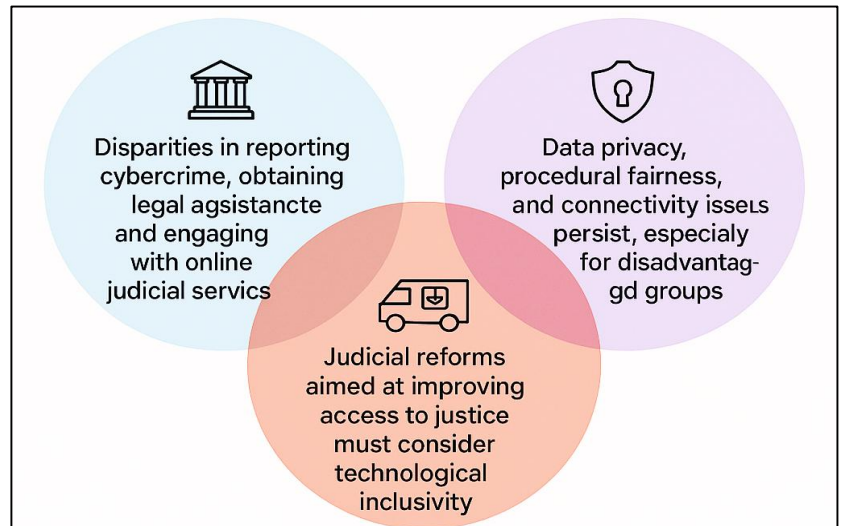 Disparities in reporting
cybercrime, obtaining
legal agsistancte
and engaging
with online
judicial servics
Data privacy,
procedural fairness,
and connectivity isseʟs
persist, especialy
for disadvantag-
gd groups
Judicial reforms
aimed at improving
access to justice
must consider
technological
inclusivity